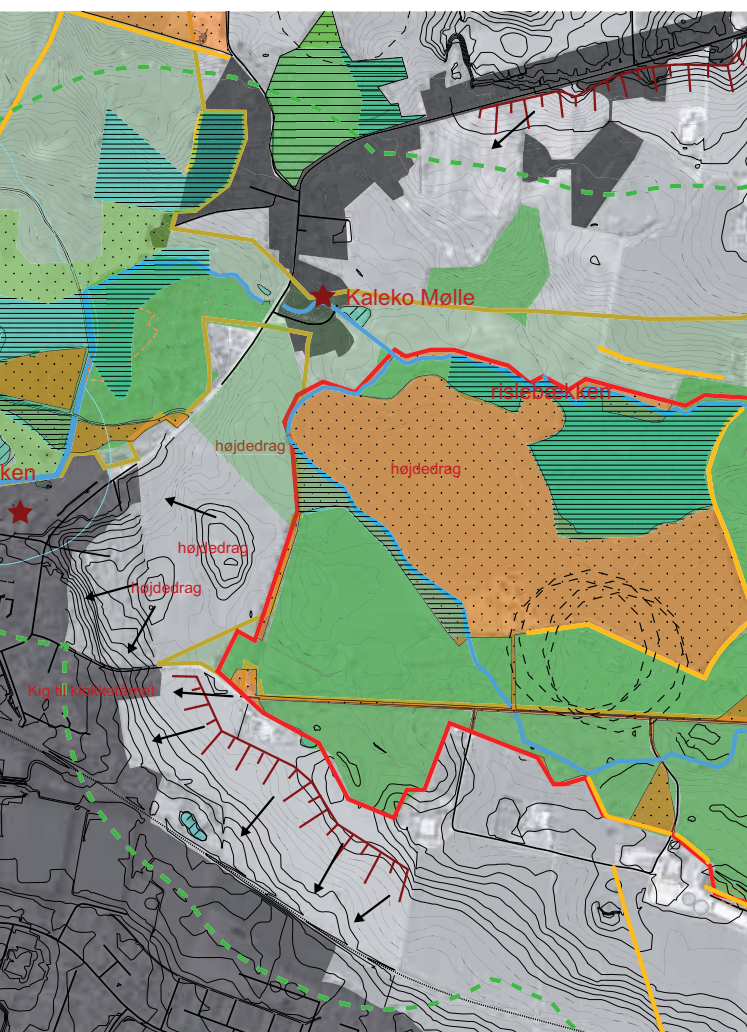 Kaleko Mølle
rislebækken
højdedrag
højdedrag
ken
højdedrag
højdedrag
Kig til klokketårnet